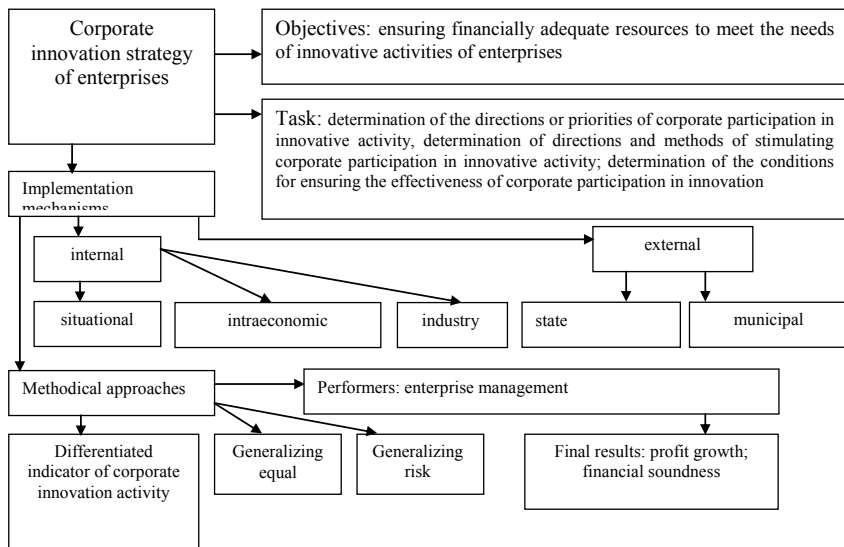 Corporate
innovation strategy
of enterprises
Objectives: ensuring financially adequate resources to meet the needs
of innovative activities of enterprises
Task: determination of the directions or priorities of corporate participation in
innovative activity, determination of directions and methods of stimulating
corporate participation in innovative activity; determination of the conditions
for ensuring the effectiveness of corporate participation in innovation
Implementation
mechanisms
internal
external
situational
intraeconomic
industry
state
municipal
Methodical approaches
Performers: enterprise management
Differentiated
indicator of corporate
innovation activity
Generalizing
equal
Generalizing
risk
Final results: profit growth;
financial soundness